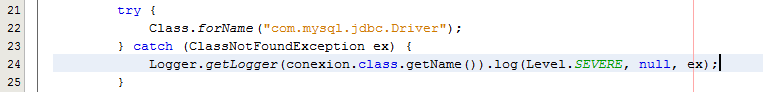 21 try {
22 Class.forName("com.mysql.jdbc.Driver");
23 } catch (ClassNotFoundException ex) {
24 Logger.getLogger(conexion.class.getName()).log(Level.SEVERE, null, ex);
25 }